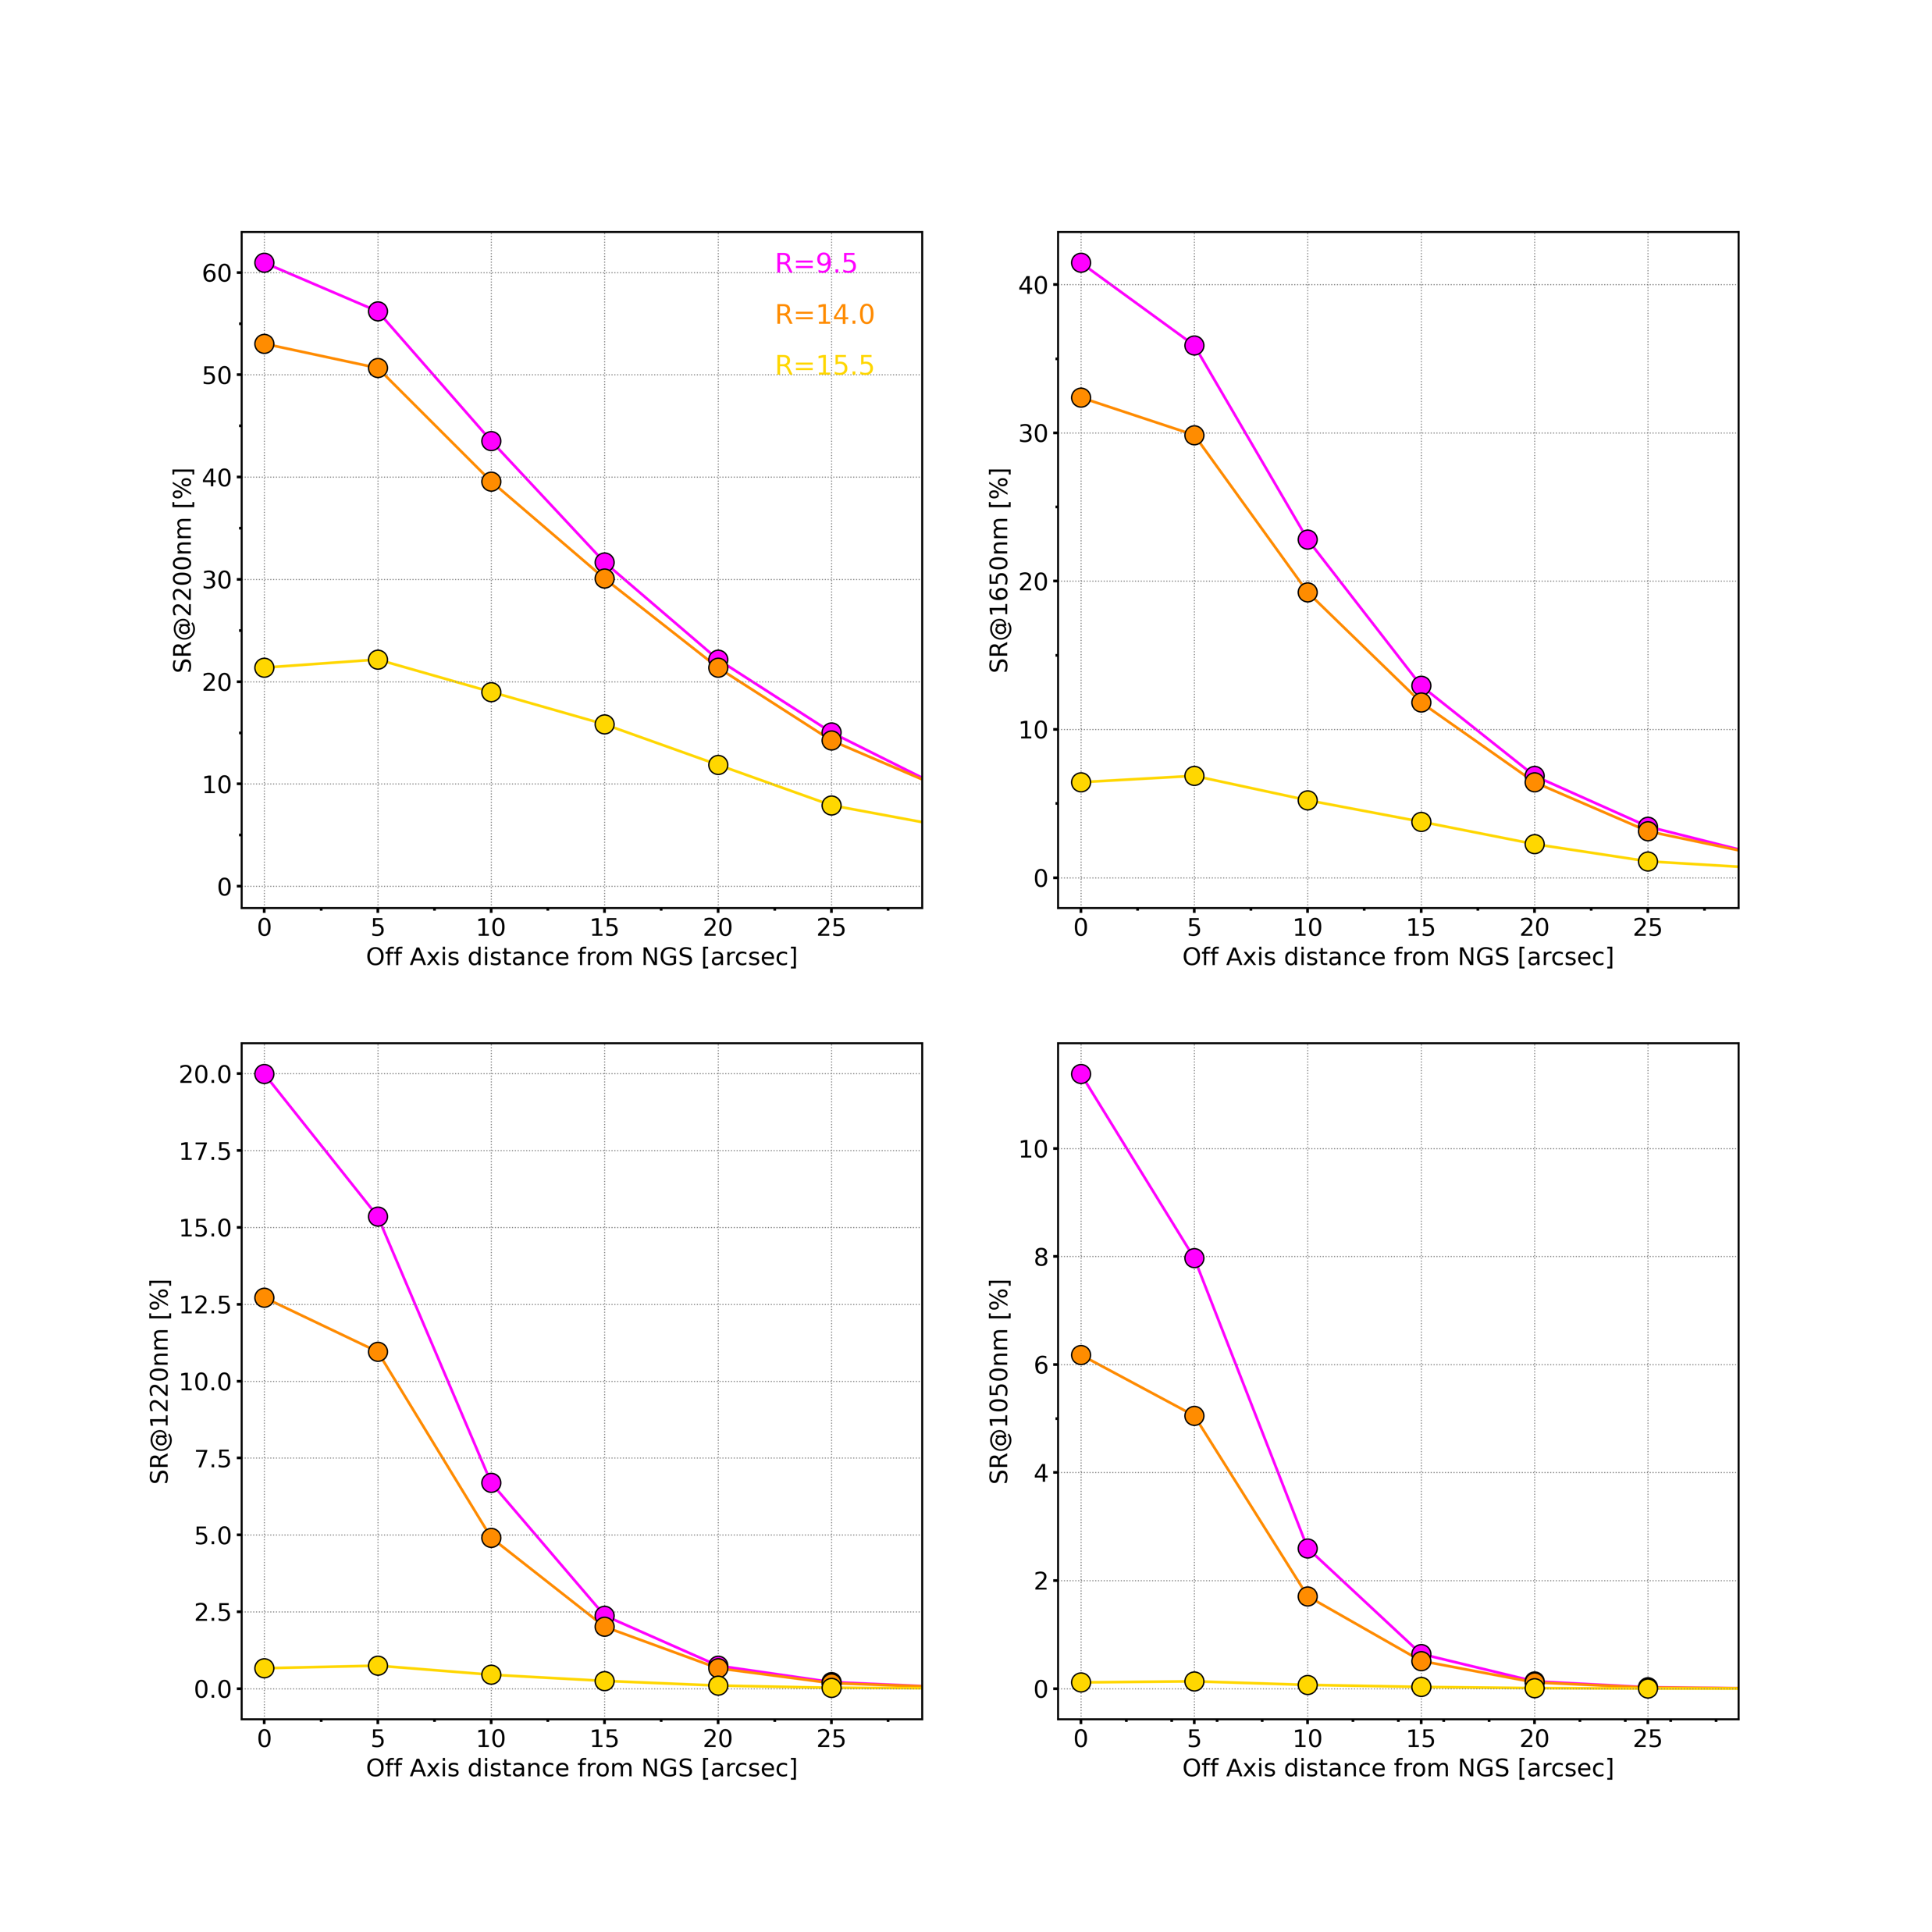 R=9.5
R=14.0
R=15.5
SR@2200nm [%]
60
50
40
30
20
10
0
0 5 10 15 20 25
Off Axis distance from NGS [arcsec]
SR@1650nm [%]
40
30
20
10
0
0 5 10 15 20 25
Off Axis distance from NGS [arcsec]
SR@1220nm [%]
20.0
17.5
15.0
12.5
10.0
7.5
5.0
2.5
0.0
0 5 10 15 20 25
Off Axis distance from NGS [arcsec]
SR@1050nm [%]
10
8
6
4
2
0
0 5 10 15 20 25
Off Axis distance from NGS [arcsec]